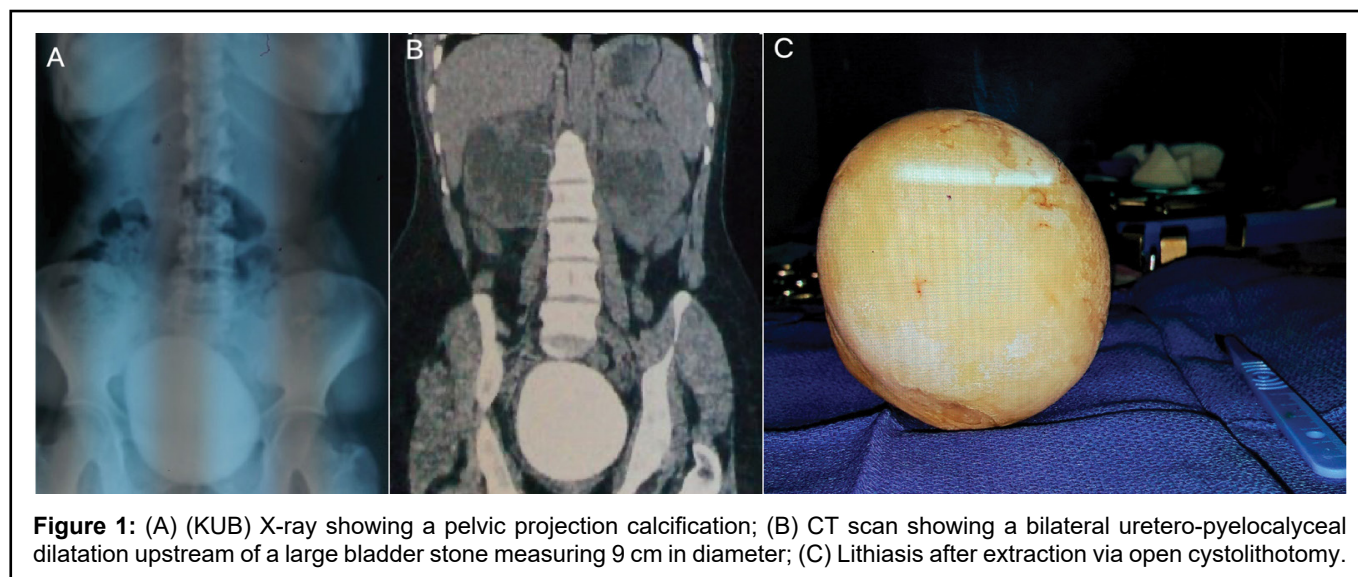 A
B
C
Figure 1: (A) (KUB) X-ray showing a pelvic projection calcification; (B) CT scan showing a bilateral uretero-pyelocalyceal
dilatation upstream of a large bladder stone measuring 9 cm in diameter; (C) Lithiasis after extraction via open cystolithotomy.